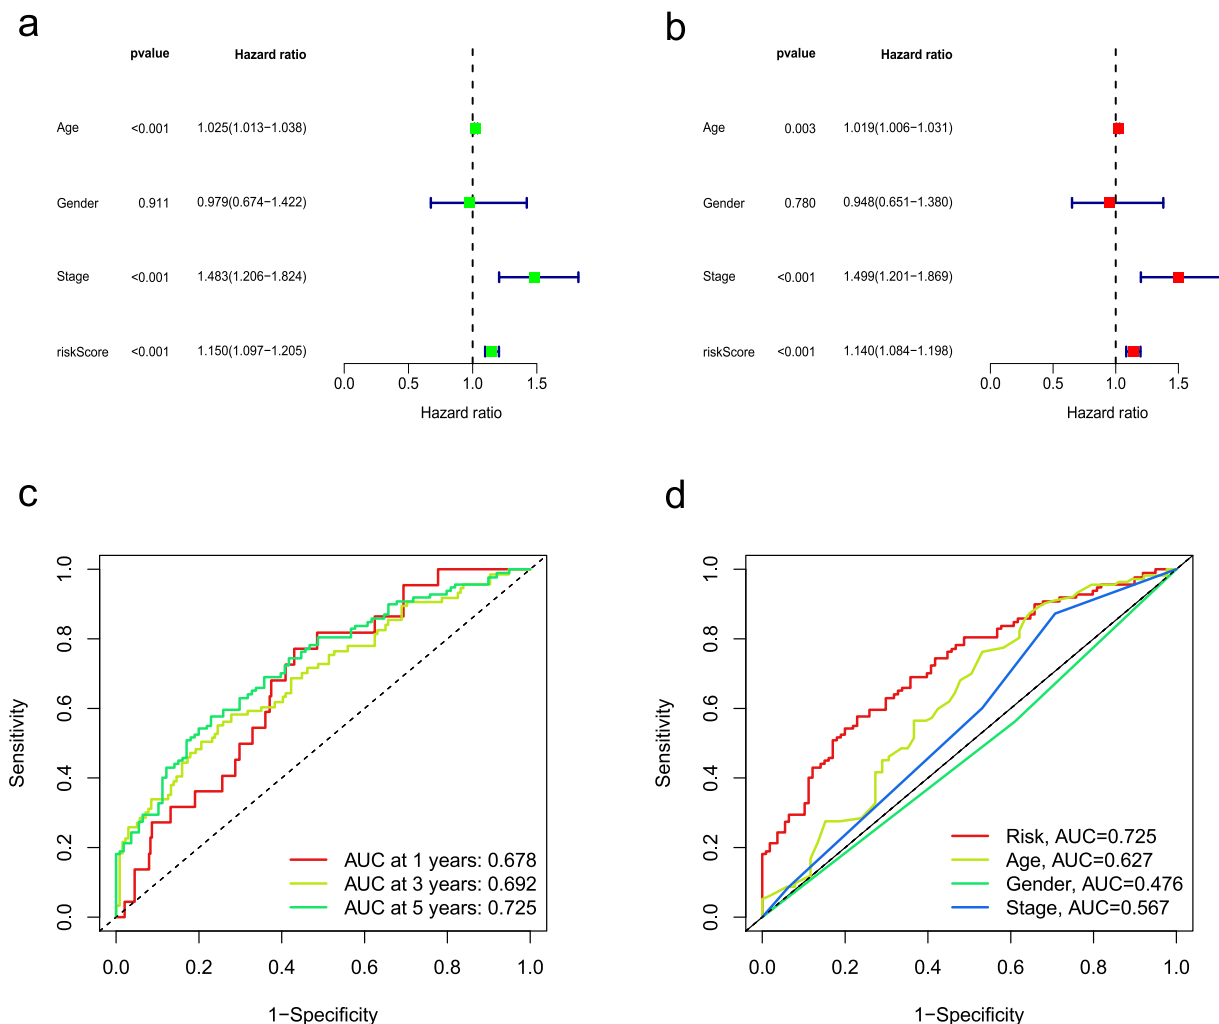 a
pvalue Hazard ratio
Age <0.001 1.025(1.013−1.038)
Gender 0.911 0.979(0.674−1.422)
Stage <0.001 1.483(1.206−1.824)
riskScore <0.001 1.150(1.097−1.205)
0.0 0.5 1.0 1.5
Hazard ratio
b
pvalue Hazard ratio
Age 0.003 1.019(1.006−1.031)
Gender 0.780 0.948(0.651−1.380)
Stage <0.001 1.499(1.201−1.869)
riskScore <0.001 1.140(1.084−1.198)
0.0 0.5 1.0 1.5
Hazard ratio
c
Sensitivity
1.0
0.8
0.6
0.4
0.2
0.0
AUC at 1 years: 0.678
AUC at 3 years: 0.692
AUC at 5 years: 0.725
0.0 0.2 0.4 0.6 0.8 1.0
1−Specificity
d
Sensitivity
1.0
0.8
0.6
0.4
0.2
0.0
Risk, AUC=0.725
Age, AUC=0.627
Gender, AUC=0.476
Stage, AUC=0.567
0.0 0.2 0.4 0.6 0.8 1.0
1−Specificity